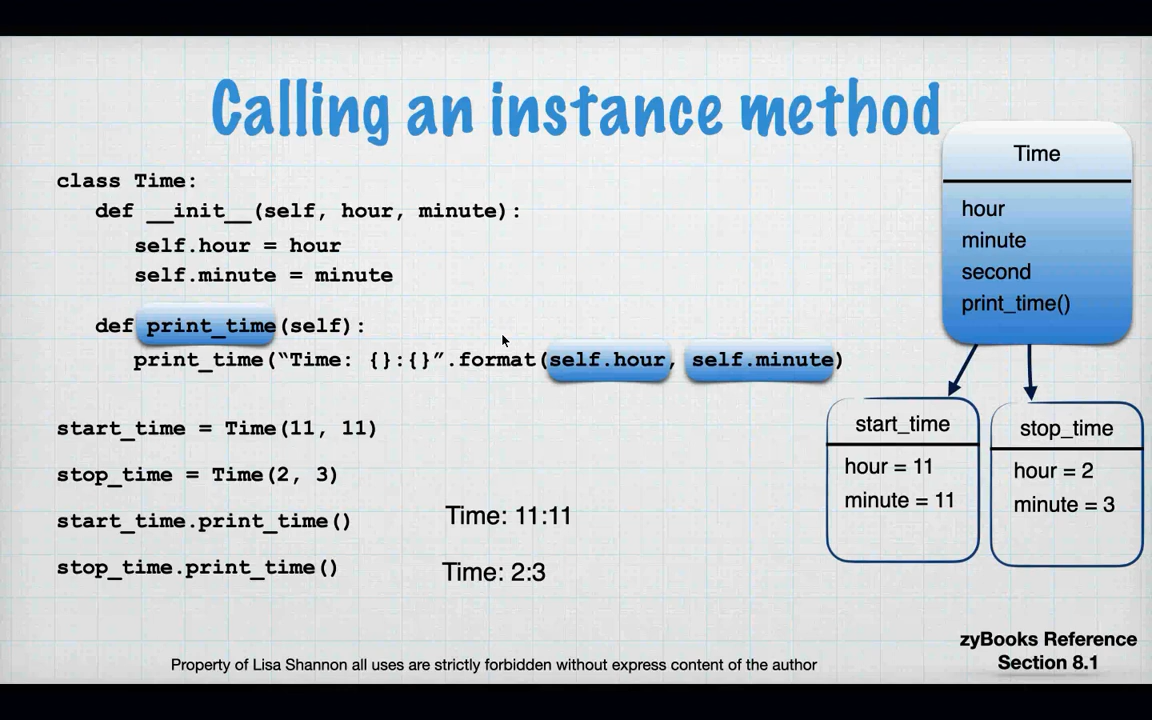 Calling an instance method
class Time:
def __init__(self, hour, minute):
self.hour = hour
self.minute = minute
def print_time(self):
print_time(“Time: {}:{}”.format(self.hour, self.minute)
start_time = Time(11, 11)
stop_time = Time(2, 3)
start_time.print_time()
stop_time.print_time()
Time: 11:11
Time: 2:3
Time
hour
minute
second
print_time()
start_time
hour = 11
minute = 11
stop_time
hour = 2
minute = 3
zyBooks Reference
Section 8.1
Property of Lisa Shannon all uses are strictly forbidden without express content of the author